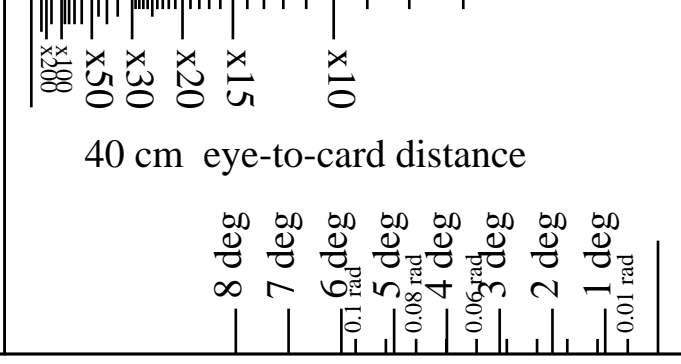 x50 x30 x20 x15 x10
40 cm eye-to-card distance
8 deg 7 deg 6 deg 5 deg 4 deg 3 deg 2 deg 1 deg
0.1 rad 0.08 rad 0.06 rad 0.01 rad